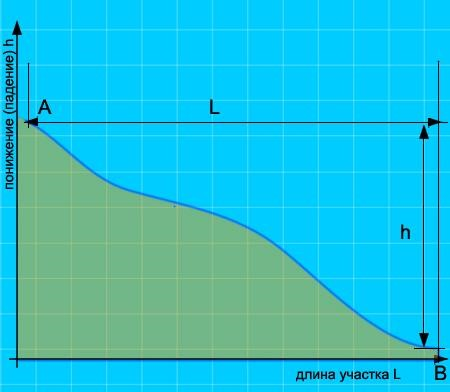 понижение (падение) h
A
L
h
B
длина участка L